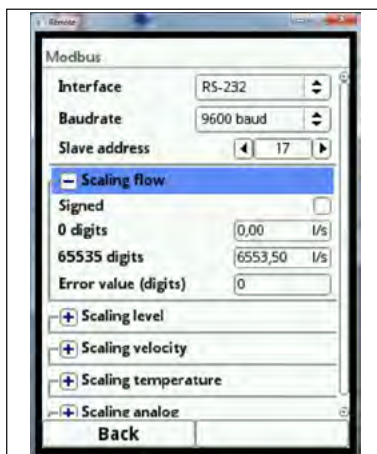 Remote
Modbus
Interface RS-232
Baudrate 9600 baud
Slave address 17
Scaling flow
Signed
0 digits 0,00 l/s
65535 digits 6553,50 l/s
Error value (digits) 0
Scaling level
Scaling velocity
Scaling temperature
Scaling analog
Back